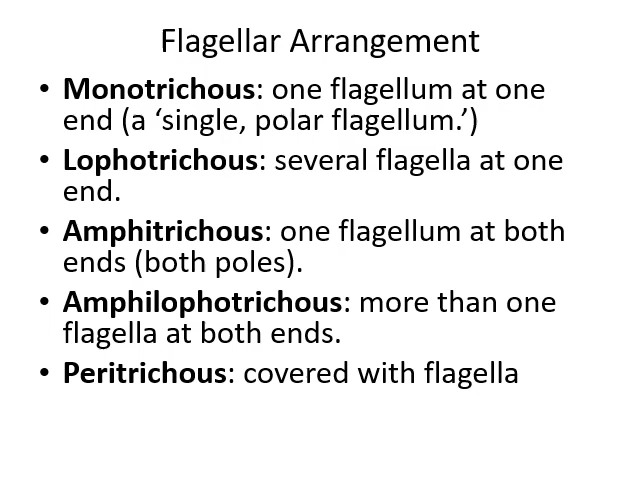 Flagellar Arrangement
• Monotrichous: one flagellum at one
end (a ‘single, polar flagellum.’)
• Lophotrichous: several flagella at one
end.
• Amphitrichous: one flagellum at both
ends (both poles).
• Amphilophotrichous: more than one
flagella at both ends.
• Peritrichous: covered with flagella